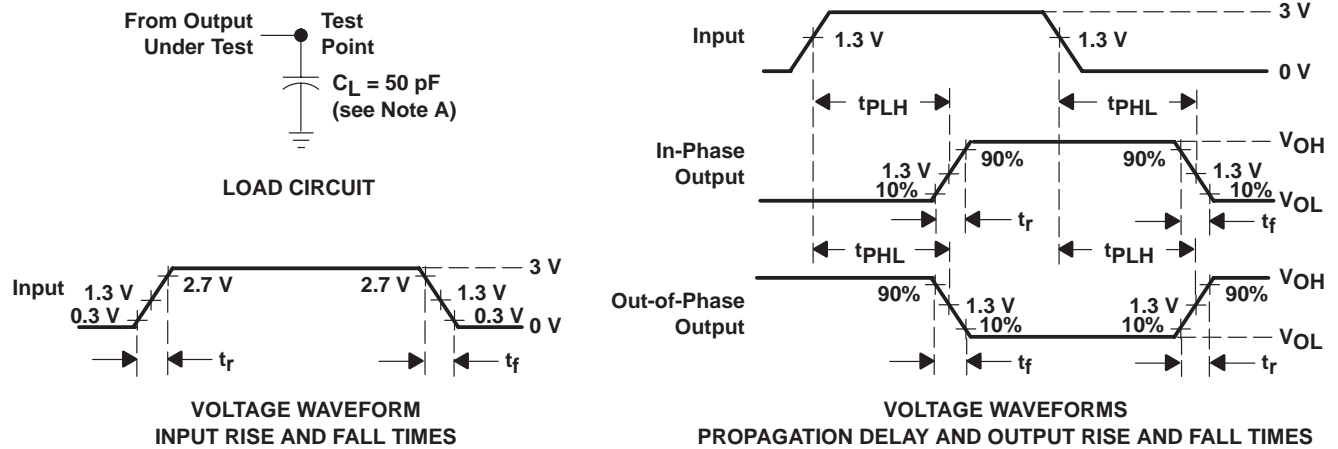 From Output
Under Test
Test
Point
CL = 50 pF
(see Note A)
LOAD CIRCUIT
Input
1.3 V
0.3 V
2.7 V
2.7 V
1.3 V
0.3 V
3 V
0 V
tr
tf
VOLTAGE WAVEFORM
INPUT RISE AND FALL TIMES
Input
1.3 V
1.3 V
3 V
0 V
tPLH
tPHL
In-Phase
Output
1.3 V
10%
90%
90%
1.3 V
10%
VOH
VOL
tr
tf
tPHL
tPLH
Out-of-Phase
Output
90%
1.3 V
10%
1.3 V
10%
90%
VOH
VOL
tf
tr
VOLTAGE WAVEFORMS
PROPAGATION DELAY AND OUTPUT RISE AND FALL TIMES